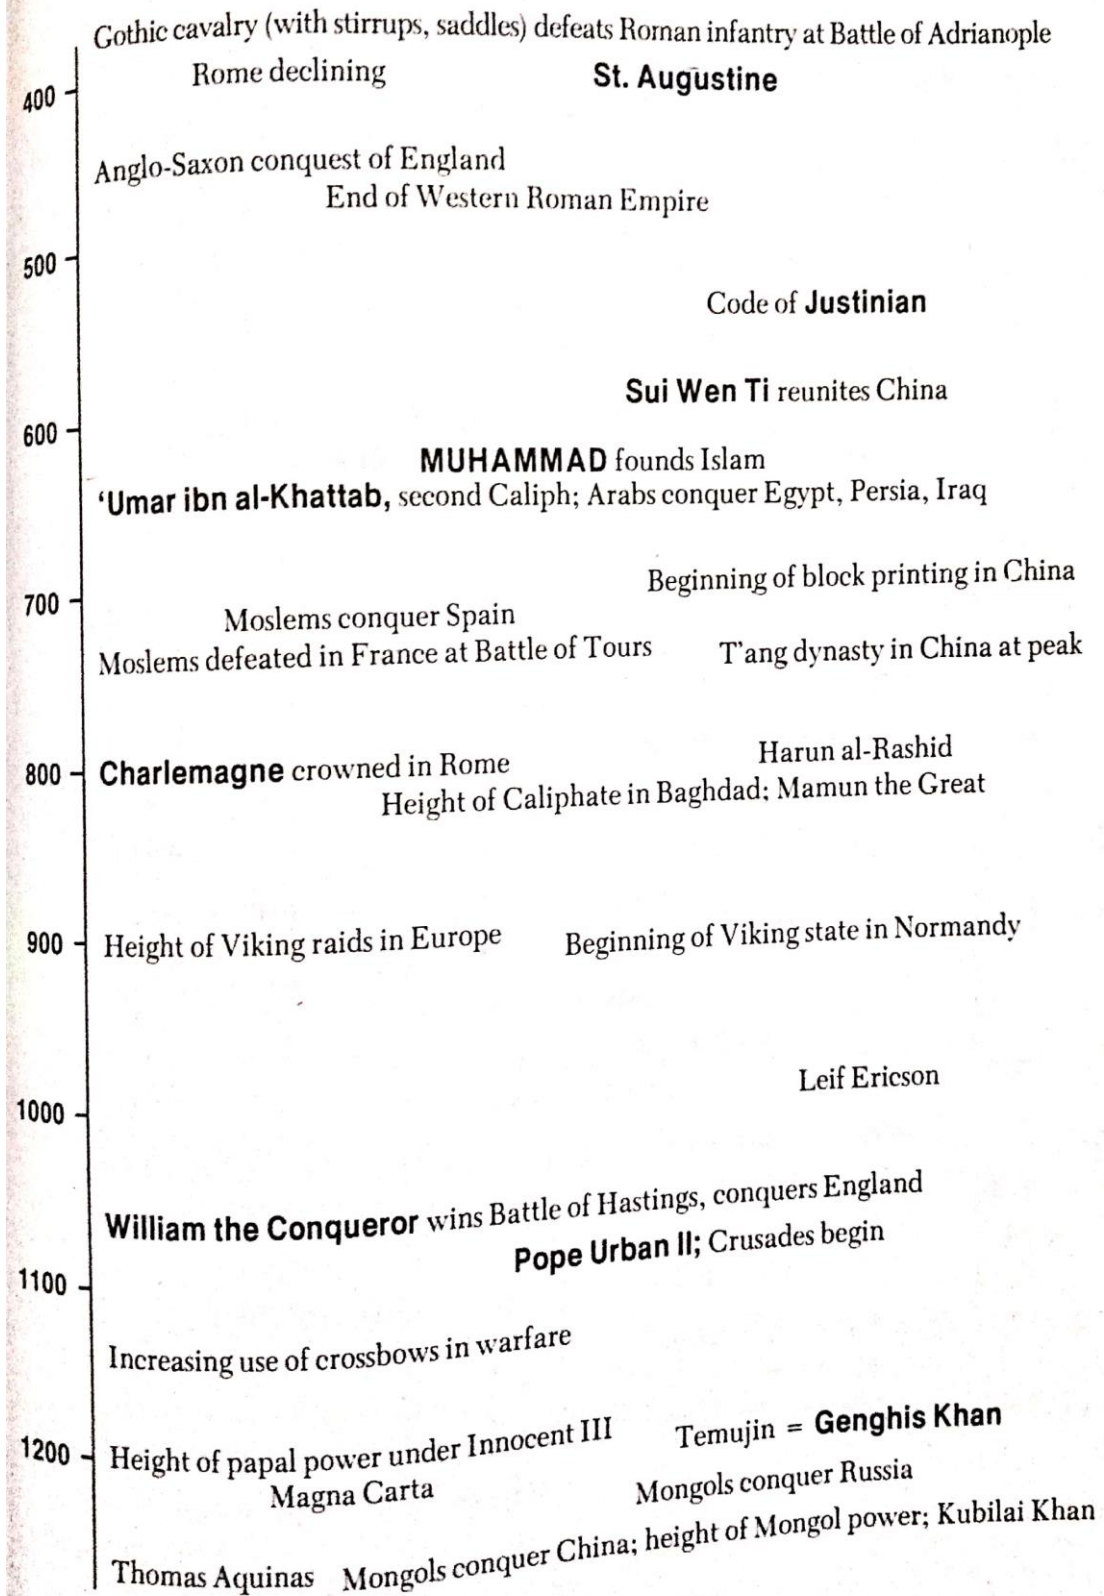 Gothic cavalry (with stirrups, saddles) defeats Roman infantry at Battle of Adrianople
Rome declining St. Augustine
400
Anglo-Saxon conquest of England
End of Western Roman Empire
500
Code of Justinian
Sui Wen Ti reunites China
600
MUHAMMAD founds Islam
'Umar ibn al-Khattab, second Caliph; Arabs conquer Egypt, Persia, Iraq
Beginning of block printing in China
700
Moslems conquer Spain
Moslems defeated in France at Battle of Tours T'ang dynasty in China at peak
Harun al-Rashid
800 Charlemagne crowned in Rome
Height of Caliphate in Baghdad; Mamun the Great
900 Height of Viking raids in Europe Beginning of Viking state in Normandy
Leif Ericson
1000
William the Conqueror wins Battle of Hastings, conquers England
Pope Urban II; Crusades begin
1100
Increasing use of crossbows in warfare
1200 Height of papal power under Innocent III Temujin = Genghis Khan
Magna Carta Mongols conquer Russia
Thomas Aquinas Mongols conquer China; height of Mongol power; Kubilai Khan